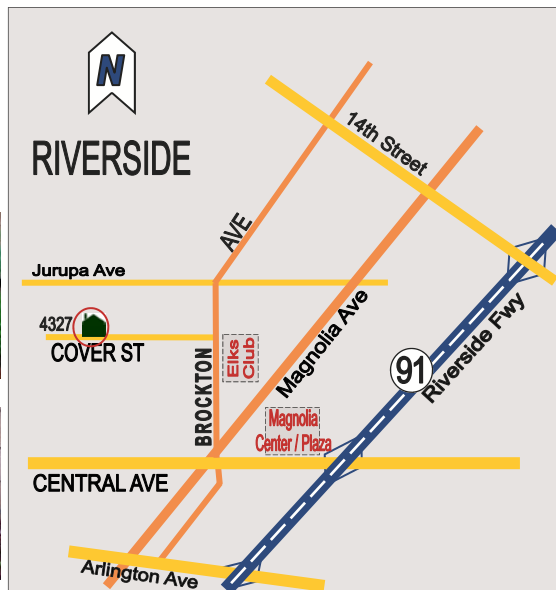 N
RIVERSIDE
14th Street
AVE
Jurupa Ave
4327
COVER ST
BROCKTON
Elks
Club
Magnolia Ave
91
Riverside Fwy
Magnolia
Center / Plaza
CENTRAL AVE
Arlington Ave